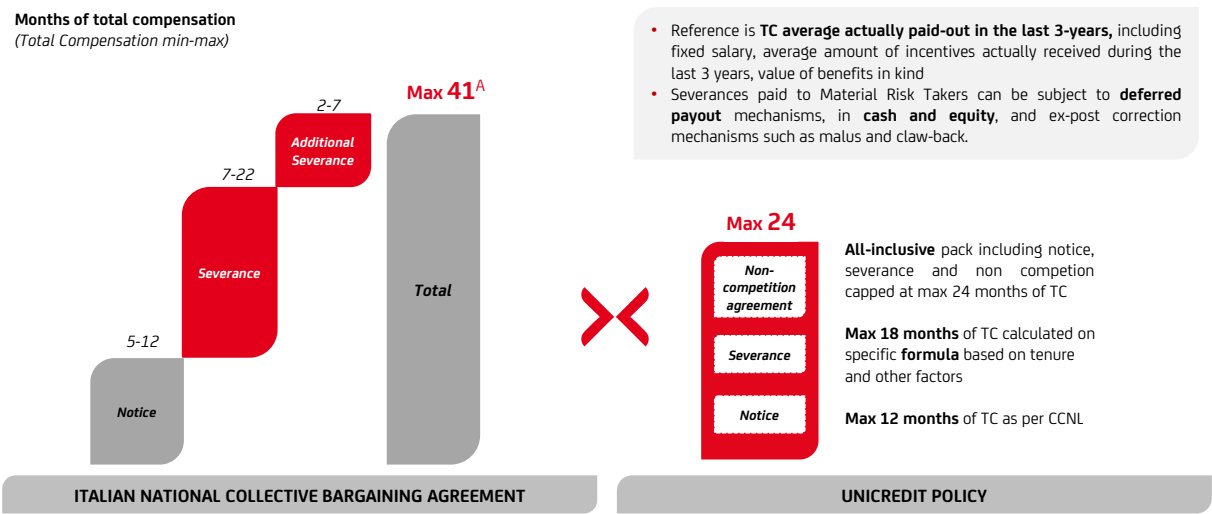 Months of total compensation
(Total Compensation min-max)
2-7
Max 41A
Additional
Severance
7-22
Severance
Total
5-12
Notice
ITALIAN NATIONAL COLLECTIVE BARGAINING AGREEMENT
• Reference is TC average actually paid-out in the last 3-years, including
fixed salary, average amount of incentives actually received during the
last 3 years, value of benefits in kind
• Severances paid to Material Risk Takers can be subject to deferred
payout mechanisms, in cash and equity, and ex-post correction
mechanisms such as malus and claw-back.
Max 24
Non-
competition
agreement
Severance
Notice
All-inclusive pack including notice,
severance and non competion
capped at max 24 months of TC
Max 18 months of TC calculated on
specific formula based on tenure
and other factors
Max 12 months of TC as per CCNL
UNICREDIT POLICY